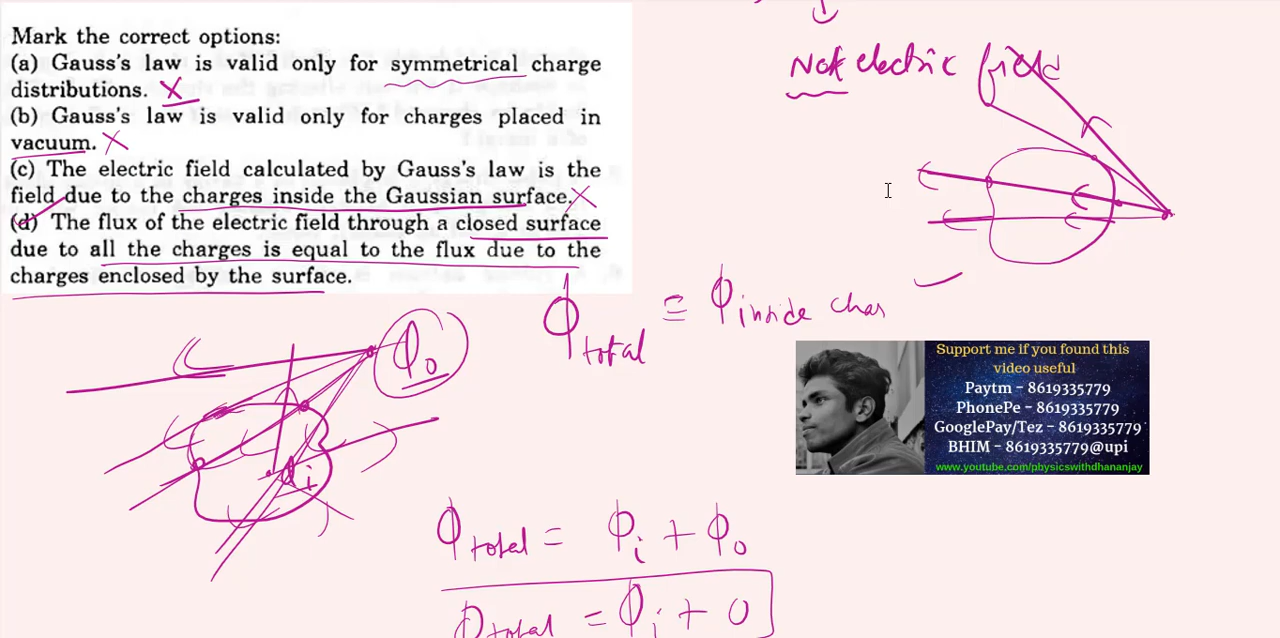 Mark the correct options:
(a) Gauss's law is valid only for symmetrical charge
distributions. X
(b) Gauss's law is valid only for charges placed in
vacuum. X
(c) The electric field calculated by Gauss's law is the
field due to the charges inside the Gaussian surface. X
(d) The flux of the electric field through a closed surface
due to all the charges is equal to the flux due to the
charges enclosed by the surface.
Not electric field
ϕtotal = ϕinside char
ϕo
ϕi
Support me if you found this
video useful
Paytm - 8619335779
PhonePe - 8619335779
GooglePay/Tez - 8619335779
BHIM - 8619335779@upi
www.youtube.com/physicswithdhananjay
ϕtotal = ϕi + ϕo
ϕtotal = ϕi + 0